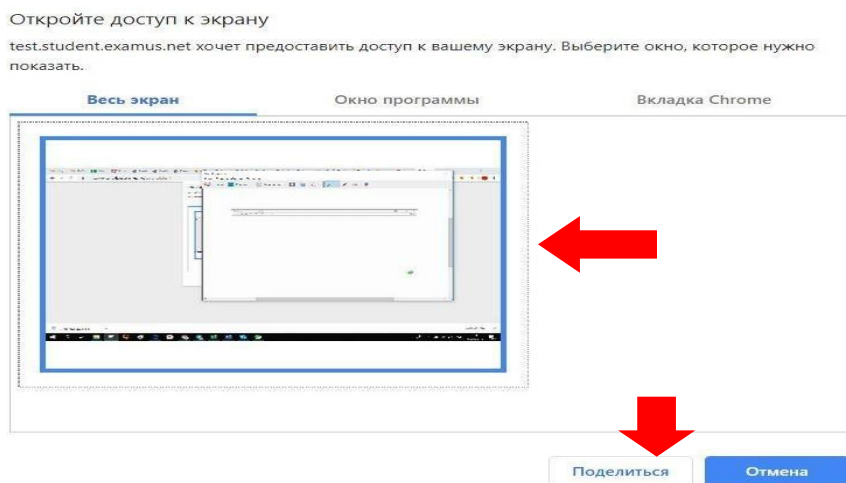 Откройте доступ к экрану
test.student.examus.net хочет предоставить доступ к вашему экрану. Выберите окно, которое нужно
показать.
Весь экран Окно программы Вкладка Chrome
Поделиться Отмена